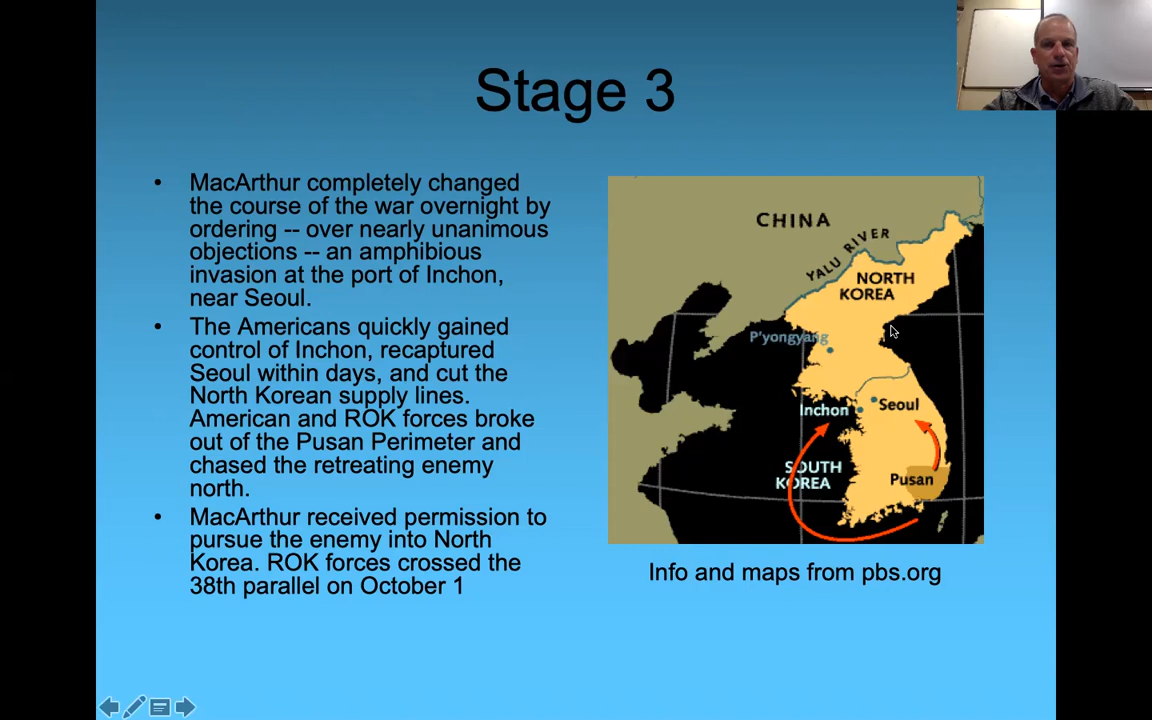 Stage 3
• MacArthur completely changed
the course of the war overnight by
ordering -- over nearly unanimous
objections -- an amphibious
invasion at the port of Inchon,
near Seoul.
• The Americans quickly gained
control of Inchon, recaptured
Seoul within days, and cut the
North Korean supply lines.
American and ROK forces broke
out of the Pusan Perimeter and
chased the retreating enemy
north.
• MacArthur received permission to
pursue the enemy into North
Korea. ROK forces crossed the
38th parallel on October 1
CHINA
YALU RIVER
NORTH
KOREA
P'yongyang
Inchon
Seoul
SOUTH
KOREA
Pusan
Info and maps from pbs.org